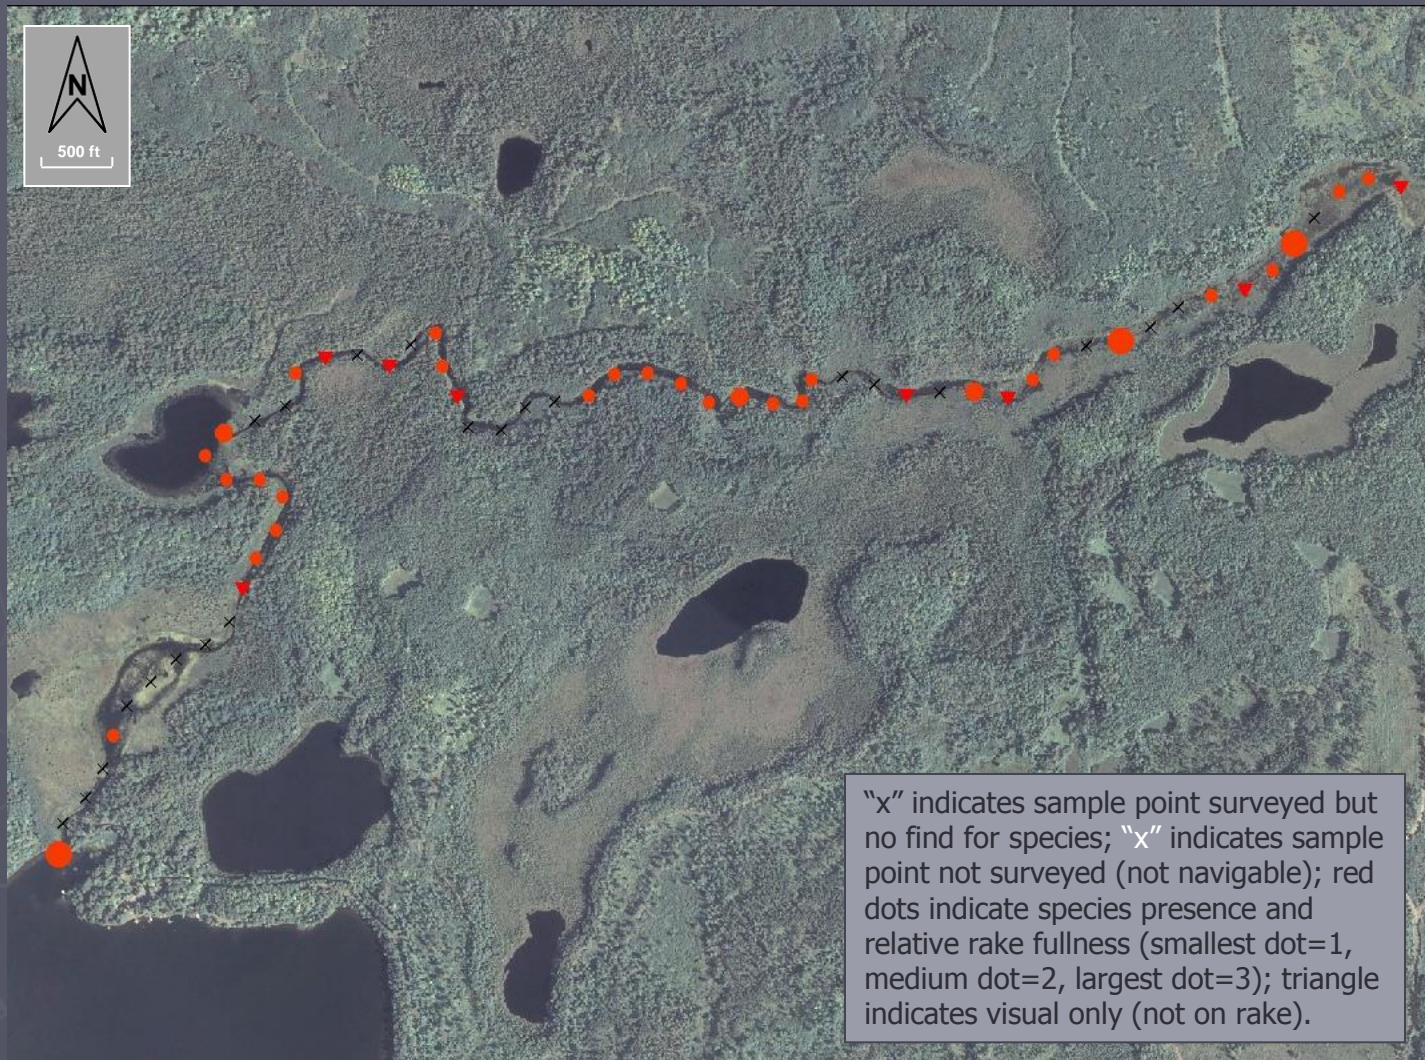 N
500 ft
“x” indicates sample point surveyed but
no find for species; “x” indicates sample
point not surveyed (not navigable); red
dots indicate species presence and
relative rake fullness (smallest dot=1,
medium dot=2, largest dot=3); triangle
indicates visual only (not on rake).